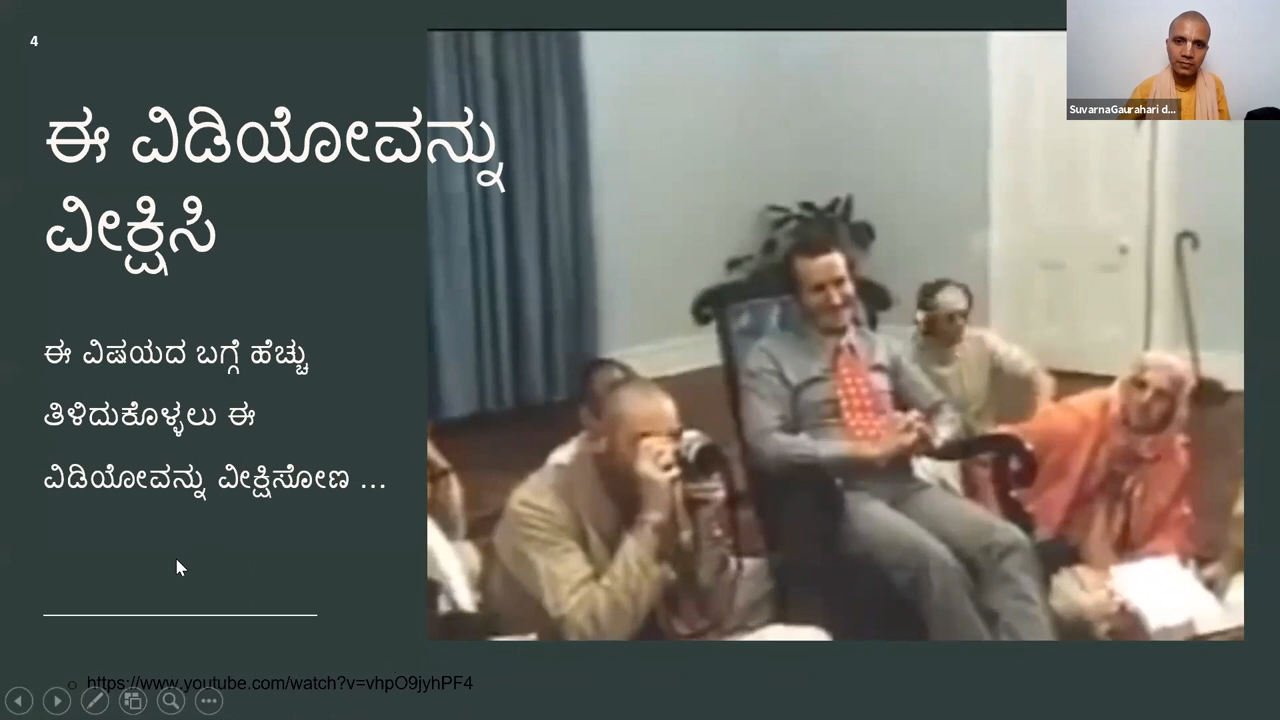 4
SuvarnaGaurahari d...
ಈ ವಿಡಿಯೋವನ್ನು
ವೀಕ್ಷಿಸಿ
ಈ ವಿಷಯದ ಬಗ್ಗೆ ಹೆಚ್ಚು
ತಿಳಿದುಕೊಳ್ಳಲು ಈ
ವಿಡಿಯೋವನ್ನು ವೀಕ್ಷಿಸೋಣ ...
https://www.youtube.com/watch?v=vhpO9jyhPF4